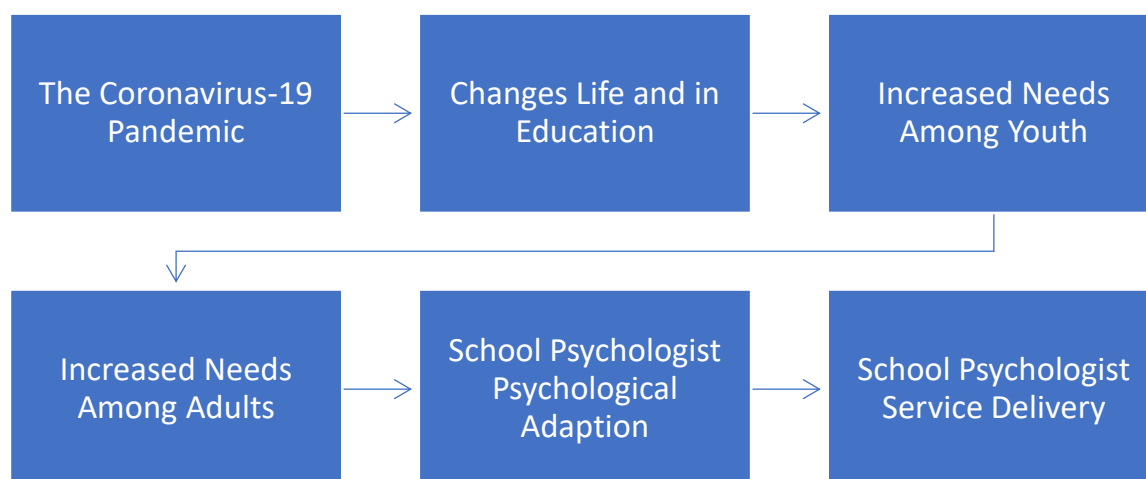 The Coronavirus-19
Pandemic
Changes Life and in
Education
Increased Needs
Among Youth
Increased Needs
Among Adults
School Psychologist
Psychological
Adaption
School Psychologist
Service Delivery